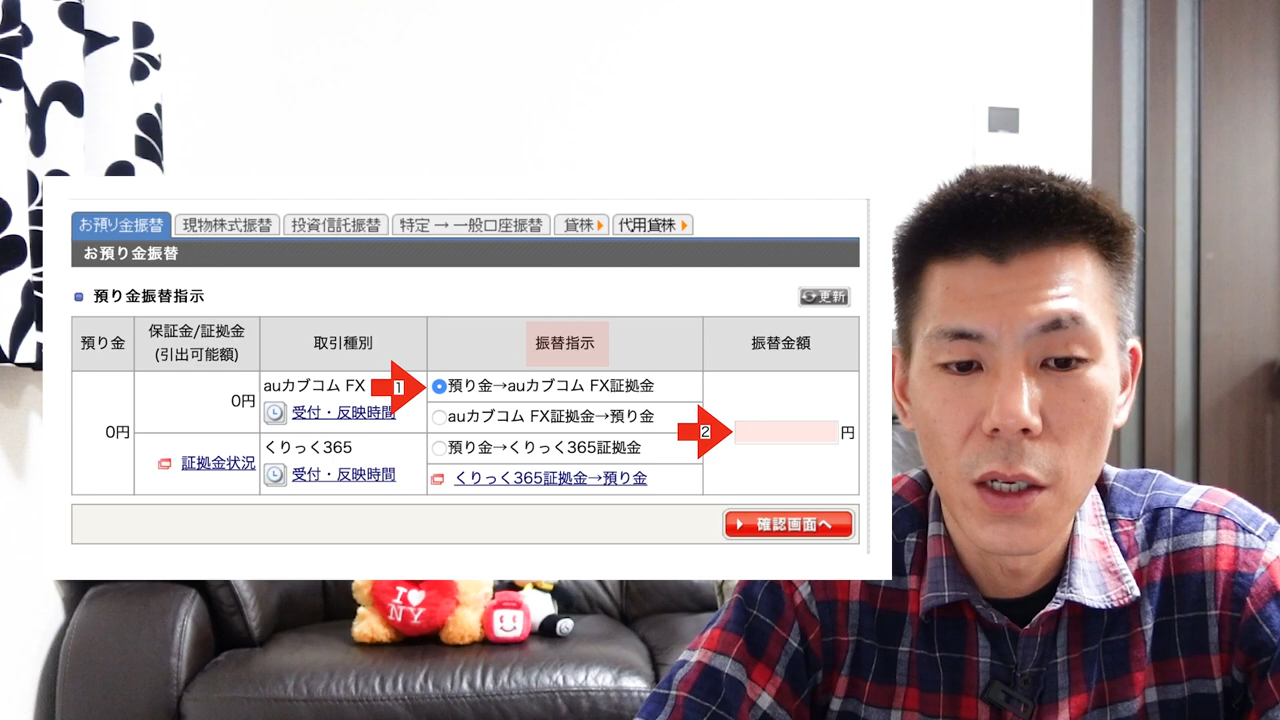 お預り金振替 現物株式振替 投資信託振替 特定 → 一般口座振替 貸株 代用貸株
お預り金振替
預り金振替指示 更新
預り金 保証金/証拠金 (引出可能額) 取引種別 振替指示 振替金額
0円
0円
auカブコム FX
受付・反映時間
1
預り金→auカブコム FX証拠金
auカブコム FX証拠金→預り金
2
円
証拠金状況
くりっく365
受付・反映時間
預り金→くりっく365証拠金
くりっく365証拠金→預り金
確認画面へ
I ♥
NY